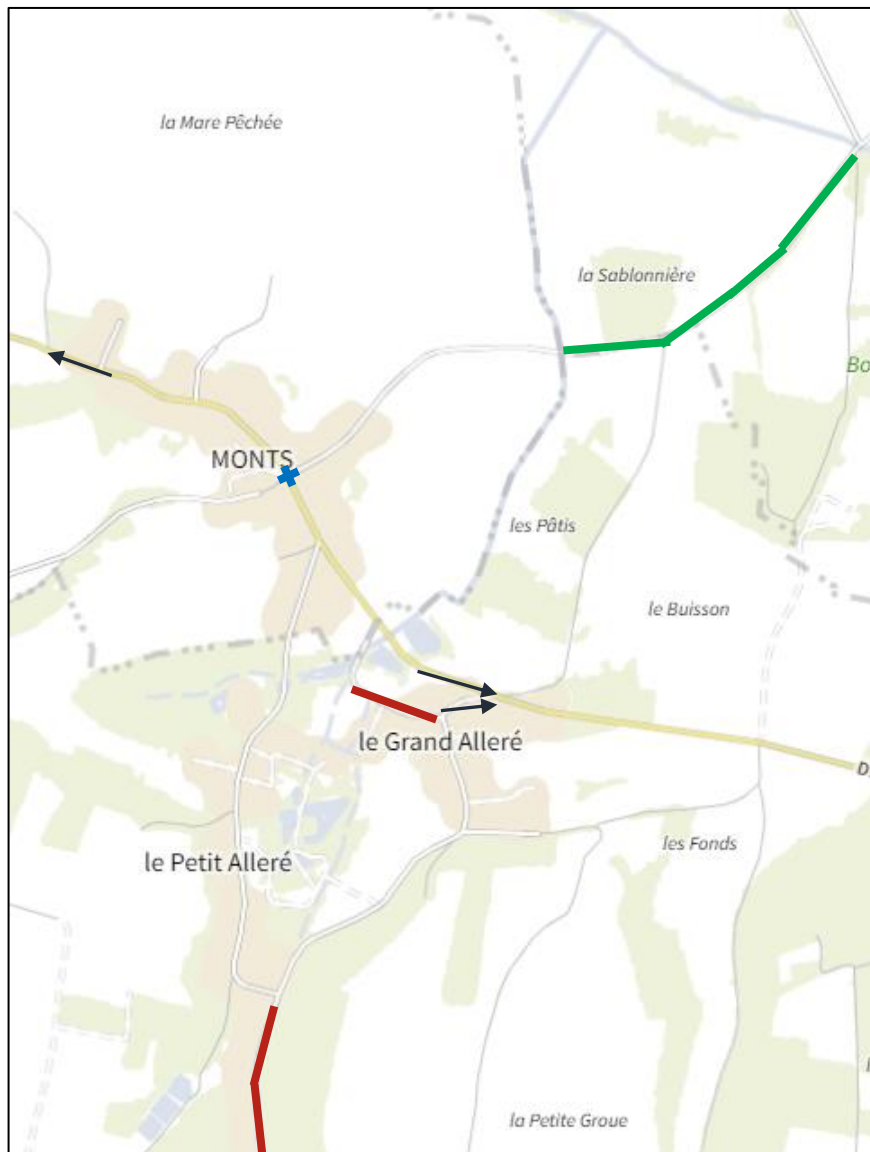 la Mare Pêchée
la Sablonnière
Bo
MONTS
les Pâtis
le Buisson
le Grand Alleré
D
les Fonds
le Petit Alleré
la Petite Groue